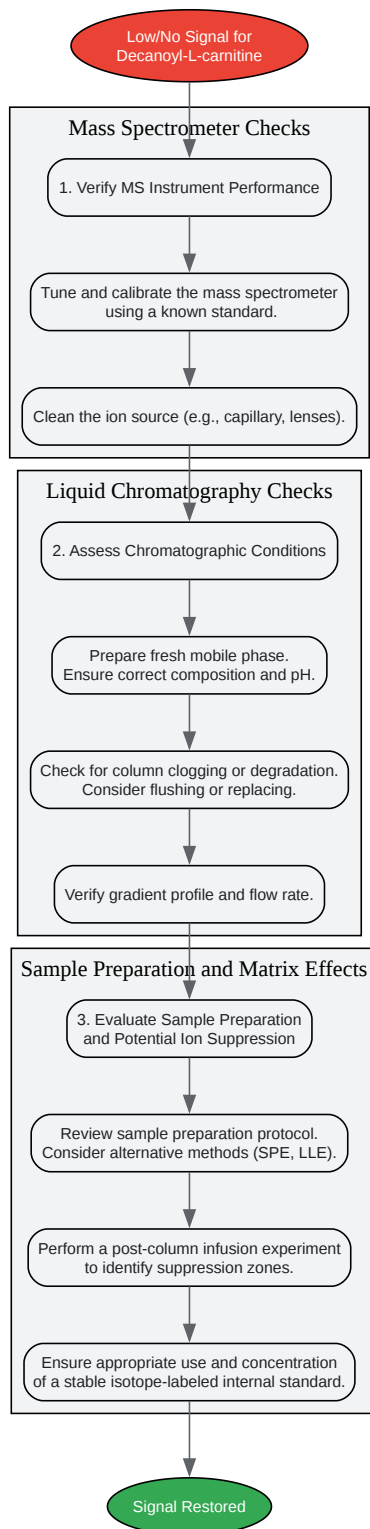 Low/No Signal for
Decanoyl-L-carnitine
Mass Spectrometer Checks
1. Verify MS Instrument Performance
Tune and calibrate the mass spectrometer
using a known standard.
Clean the ion source (e.g., capillary, lenses).
Liquid Chromatography Checks
2. Assess Chromatographic Conditions
Prepare fresh mobile phase.
Ensure correct composition and pH.
Check for column clogging or degradation.
Consider flushing or replacing.
Verify gradient profile and flow rate.
Sample Preparation and Matrix Effects
3. Evaluate Sample Preparation
and Potential Ion Suppression
Review sample preparation protocol.
Consider alternative methods (SPE, LLE).
Perform a post-column infusion experiment
to identify suppression zones.
Ensure appropriate use and concentration
of a stable isotope-labeled internal standard.
Signal Restored